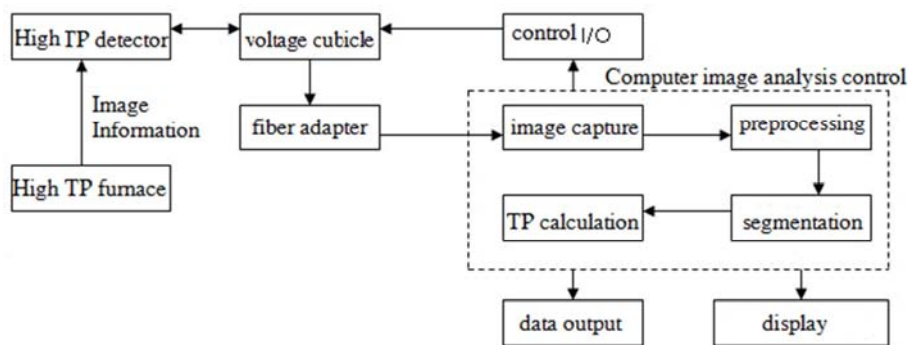 High TP detector
voltage cubicle
control I/O
Computer image analysis control
Image
Information
fiber adapter
image capture
preprocessing
High TP furnace
TP calculation
segmentation
data output
display